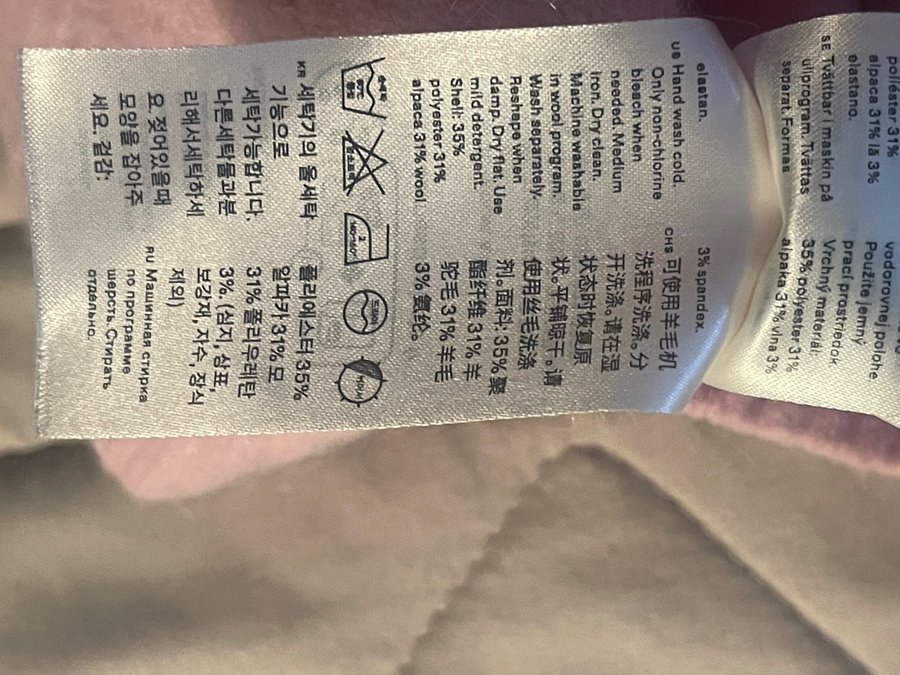 poliéster 31%
alpaca 31% lã 3%
elastano.
SE Tvättbar i maskin på
ullprogram. Tvättas
separat. Formas
vodorovnej polohe
Použite jemný
prací prostriedok.
Vrchný materiál:
35% polyester 31%
alpaka 31% vlna 3%
elastan.
US Hand wash cold.
Only non-chlorine
bleach when
needed. Medium
iron. Dry clean.
Machine washable
in wool program.
Wash separately.
Reshape when
damp. Dry flat. Use
mild detergent.
Shell: 35%
polyester 31%
alpaca 31% wool
3% spandex.
CHS 可使用羊毛机
洗程序洗涤。分
开洗涤。请在湿
状态时恢复原
状。平铺晾干。请
使用丝毛洗涤
剂。面料: 35% 聚
酯纤维 31% 羊
驼毛 31% 羊毛
3% 氨纶。
KR 세탁기의 울세탁
기능으로
세탁가능합니다.
다른세탁물과분
리해서세탁하세
요. 젖어있을때
모양을 잡아주
세요. 겉감:
폴리에스터 35%
알파카 31% 모
31% 폴리우레탄
3%. (심지, 상표,
보강재, 자수, 장식
제외)
RU Машинная стирка
по программе
шерсть. Стирать
отдельно.